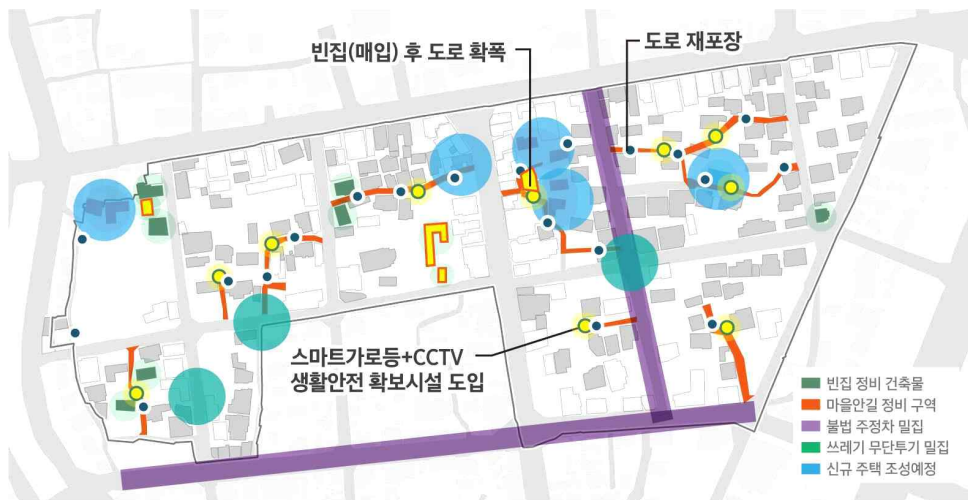 빈집(매입) 후 도로 확폭
도로 재포장
스마트가로등+CCTV
생활안전 확보시설 도입
빈집 정비 건축물
마을안길 정비 구역
불법 주정차 밀집
쓰레기 무단투기 밀집
신규 주택 조성예정